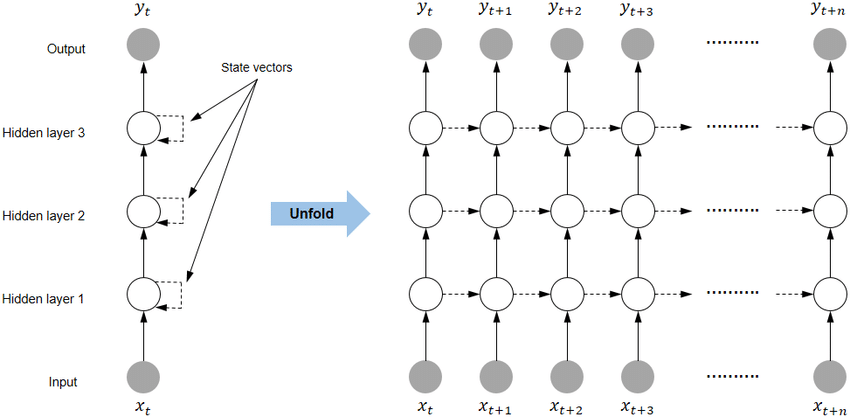 y_t y_t y_{t+1} y_{t+2} y_{t+3} y_{t+n}
Output
State vectors
Hidden layer 3
Hidden layer 2
Unfold
Hidden layer 1
Input
x_t x_t x_{t+1} x_{t+2} x_{t+3} x_{t+n}